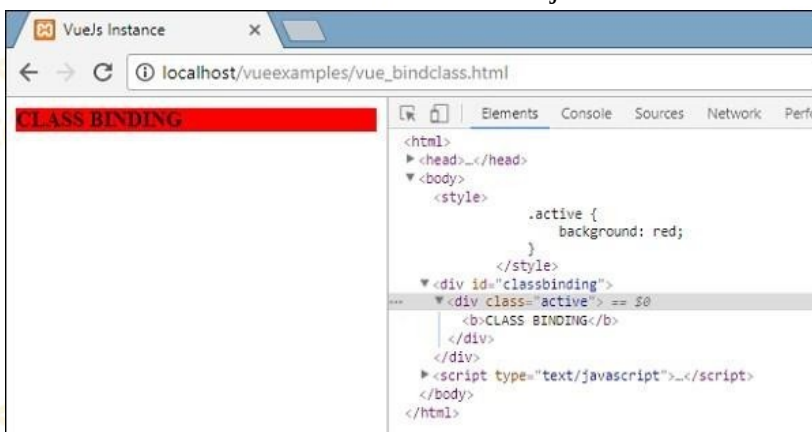 VueJs Instance
localhost/vueexamples/vue_bindclass.html
CLASS BINDING
Elements Console Sources Network
<html>
<head>…</head>
<body>
<style>
.active {
background: red;
}
</style>
<div id="classbinding">
<div class="active"> == $0
<b>CLASS BINDING</b>
</div>
</div>
<script type="text/javascript">…</script>
</body>
</html>